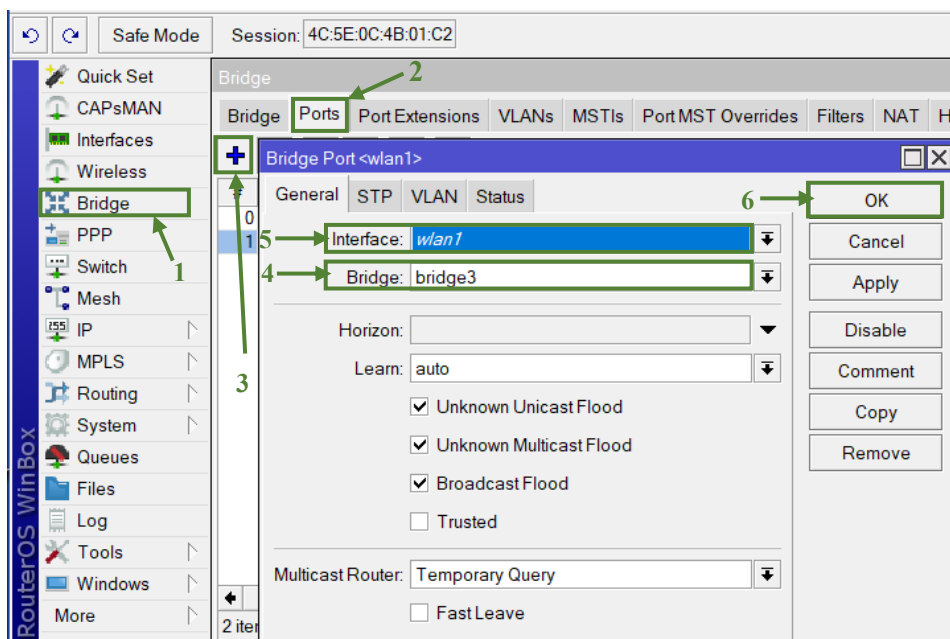 Safe Mode Session: 4C:5E:0C:4B:01:C2
RouterOS WinBox
Quick Set
CAPsMAN
Interfaces
Wireless
Bridge
PPP
Switch
Mesh
255 IP
MPLS
Routing
System
Queues
Files
Log
Tools
Windows
More
1
Bridge
2
Bridge Ports Port Extensions VLANs MSTIs Port MST Overrides Filters NAT H
3
#
0
1
2 iter
Bridge Port <wlan1>
General STP VLAN Status
5 Interface: wlan1
4 Bridge: bridge3
Horizon:
Learn: auto
Unknown Unicast Flood
Unknown Multicast Flood
Broadcast Flood
Trusted
Multicast Router: Temporary Query
Fast Leave
6 OK
Cancel
Apply
Disable
Comment
Copy
Remove